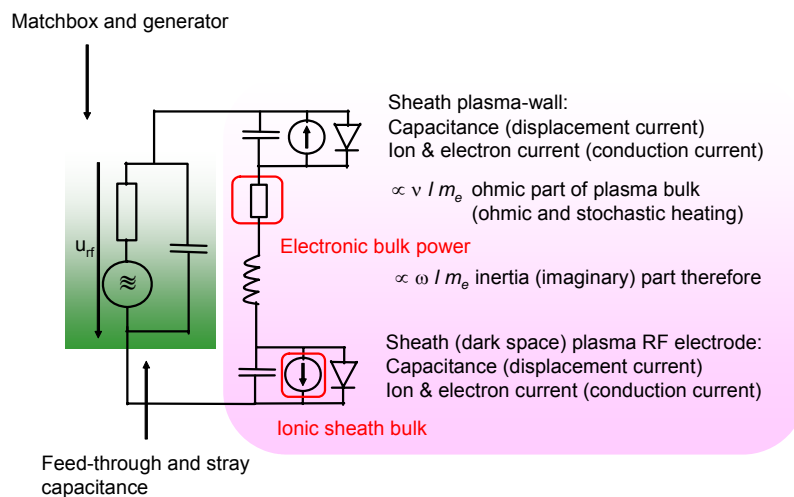 Matchbox and generator
Sheath plasma-wall:
Capacitance (displacement current)
Ion & electron current (conduction current)
∝ ν l mₑ ohmic part of plasma bulk
(ohmic and stochastic heating)
u_rf
Electronic bulk power
∝ ω l mₑ inertia (imaginary) part therefore
Sheath (dark space) plasma RF electrode:
Capacitance (displacement current)
Ion & electron current (conduction current)
Ionic sheath bulk
Feed-through and stray
capacitance